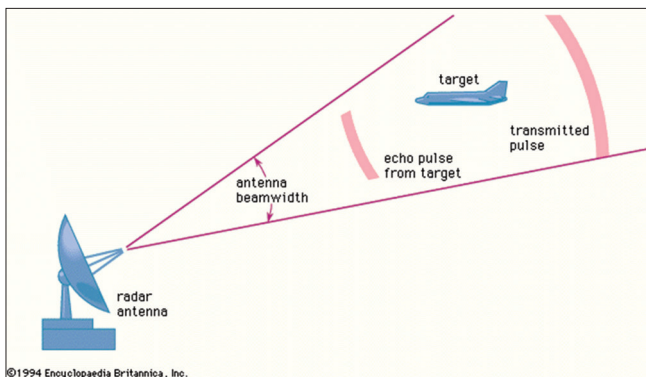 target
transmitted
pulse
echo pulse
from target
antenna
beamwidth
radar
antenna
©1994 Encyclopaedia Britannica, Inc.